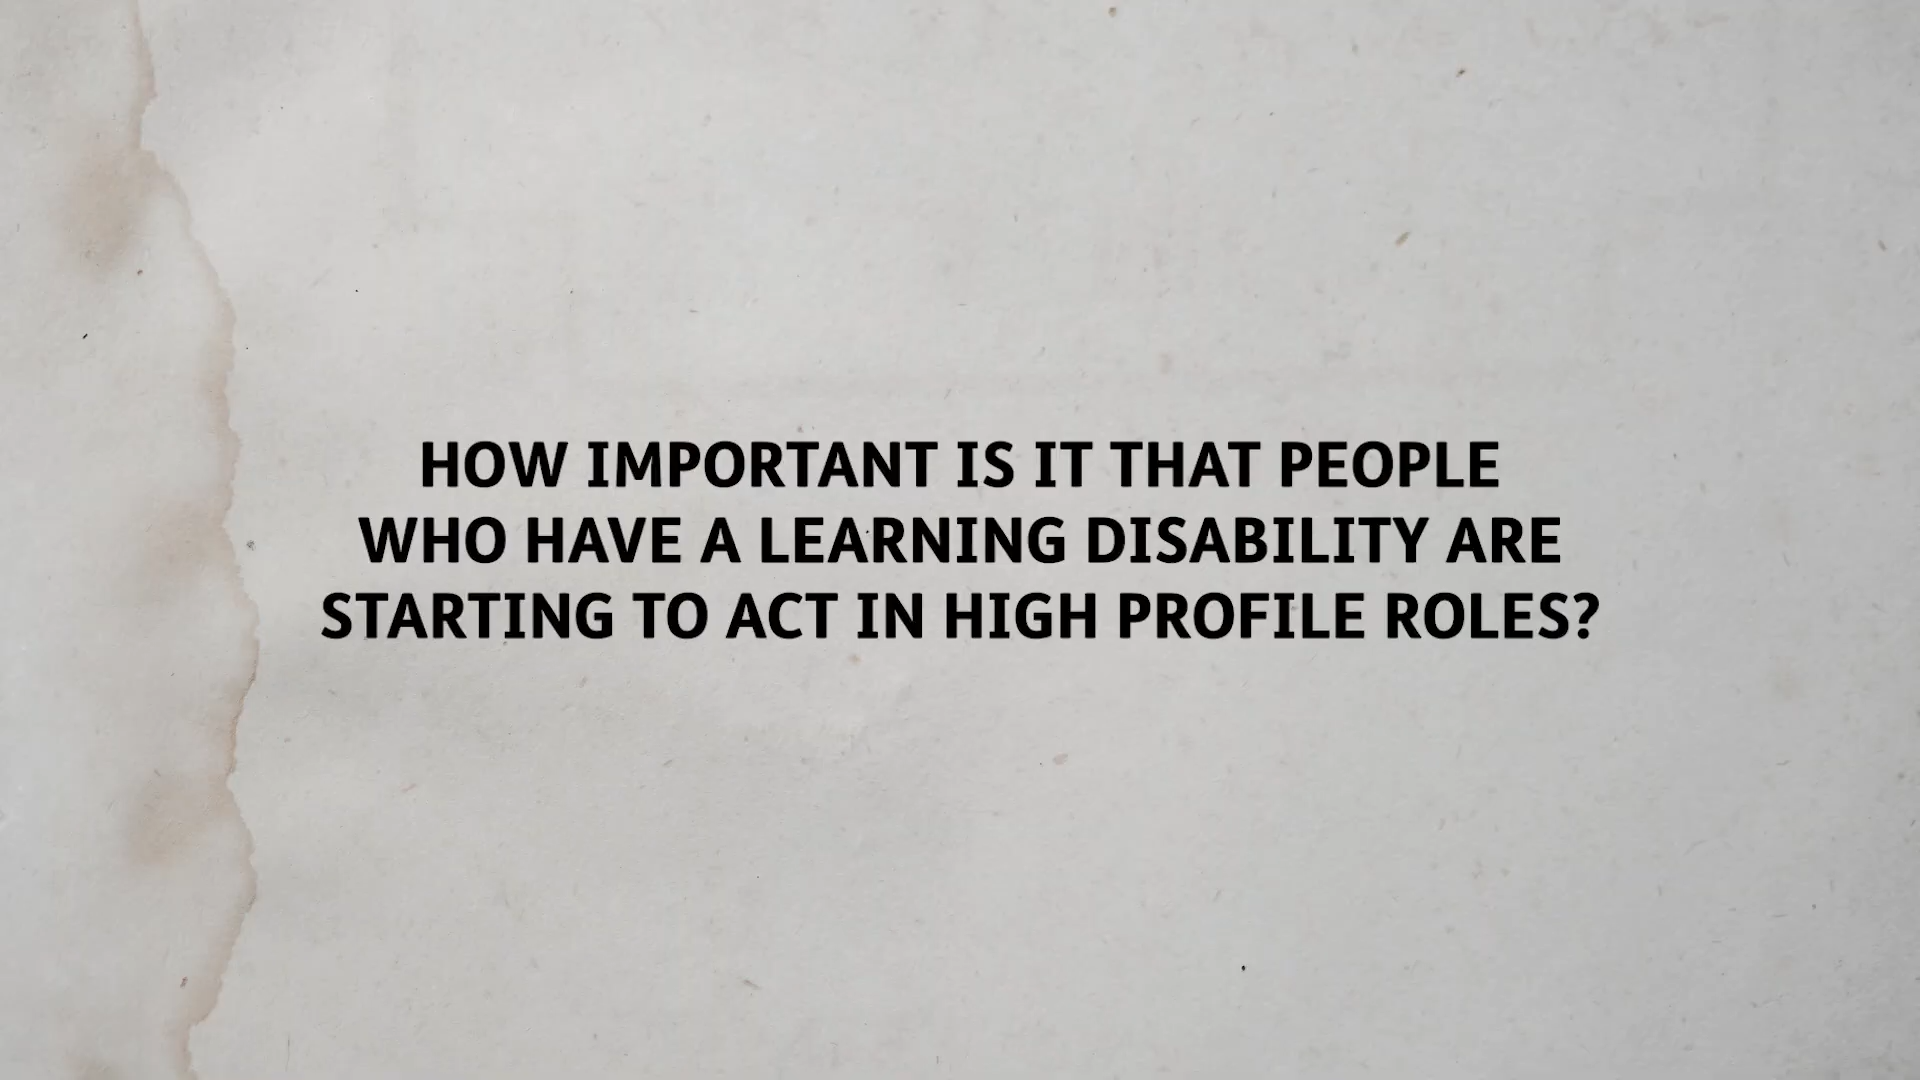 HOW IMPORTANT IS IT THAT PEOPLE
WHO HAVE A LEARNING DISABILITY ARE
STARTING TO ACT IN HIGH PROFILE ROLES?